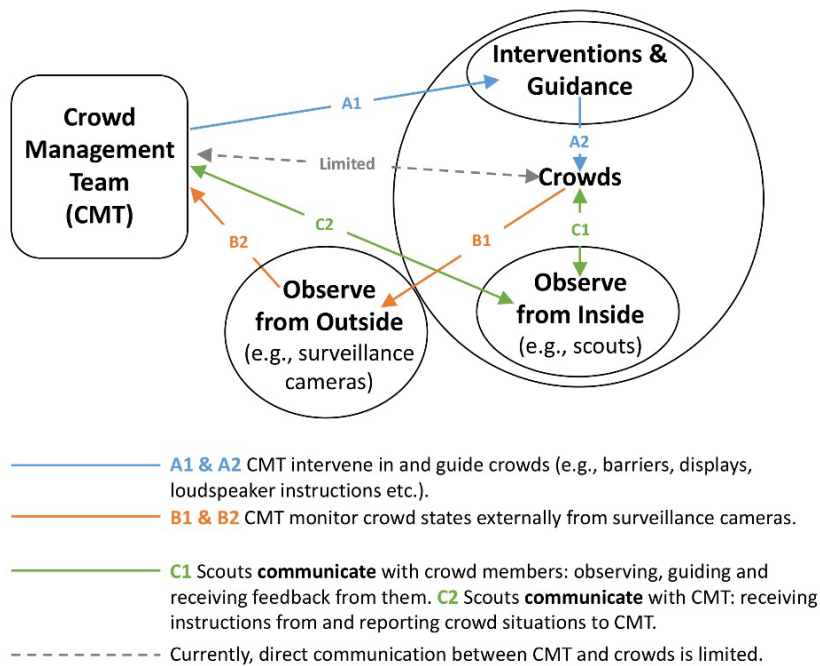 Interventions &
Guidance
A1
Crowd
Management
Team
(CMT)
A2
Limited
Crowds
C2
C1
B2
B1
Observe
from Outside
(e.g., surveillance
cameras)
Observe
from Inside
(e.g., scouts)
A1 & A2 CMT intervene in and guide crowds (e.g., barriers, displays,
loudspeaker instructions etc.).
B1 & B2 CMT monitor crowd states externally from surveillance cameras.
C1 Scouts communicate with crowd members: observing, guiding and
receiving feedback from them. C2 Scouts communicate with CMT: receiving
instructions from and reporting crowd situations to CMT.
Currently, direct communication between CMT and crowds is limited.